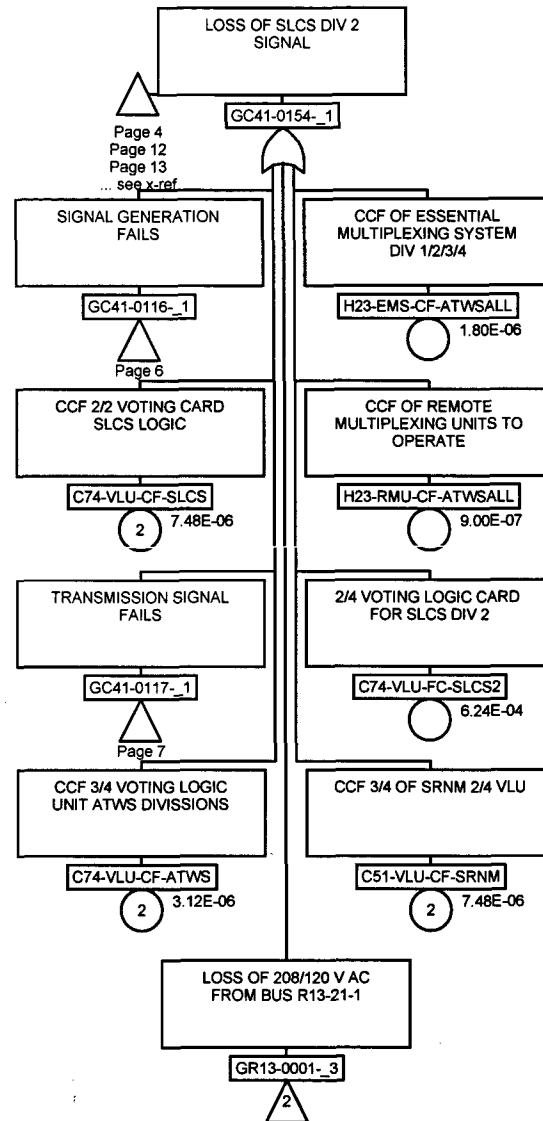 LOSS OF SLCS DIV 2
SIGNAL
GC41-0154-_1
Page 4
Page 12
Page 13
... see x-ref
SIGNAL GENERATION
FAILS
GC41-0116-_1
Page 6
CCF OF ESSENTIAL
MULTIPLEXING SYSTEM
DIV 1/2/3/4
H23-EMS-CF-ATWSALL
1.80E-06
CCF 2/2 VOTING CARD
SLCS LOGIC
C74-VLU-CF-SLCS
2
7.48E-06
CCF OF REMOTE
MULTIPLEXING UNITS TO
OPERATE
H23-RMU-CF-ATWSALL
9.00E-07
TRANSMISSION SIGNAL
FAILS
GC41-0117-_1
Page 7
2/4 VOTING LOGIC CARD
FOR SLCS DIV 2
C74-VLU-FC-SLCS2
6.24E-04
CCF 3/4 VOTING LOGIC
UNIT ATWS DIVISSIONS
C74-VLU-CF-ATWS
2
3.12E-06
CCF 3/4 OF SRNM 2/4 VLU
C51-VLU-CF-SRNM
2
7.48E-06
LOSS OF 208/120 V AC
FROM BUS R13-21-1
GR13-0001-_3
2